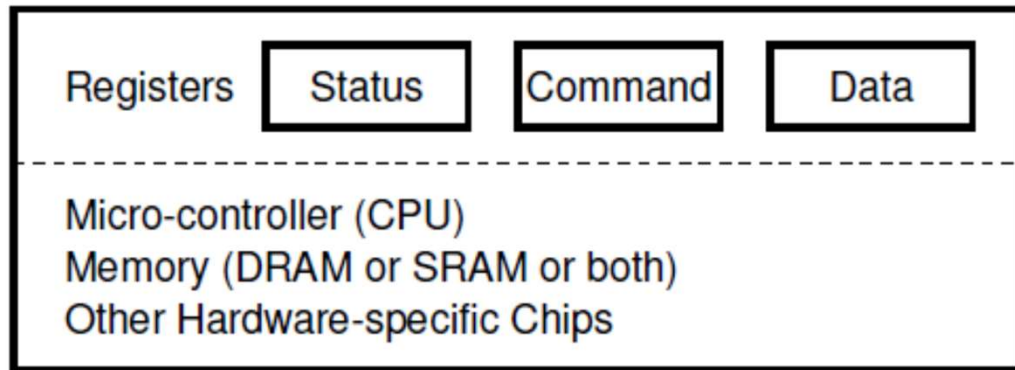 Registers Status Command Data
Micro-controller (CPU)
Memory (DRAM or SRAM or both)
Other Hardware-specific Chips